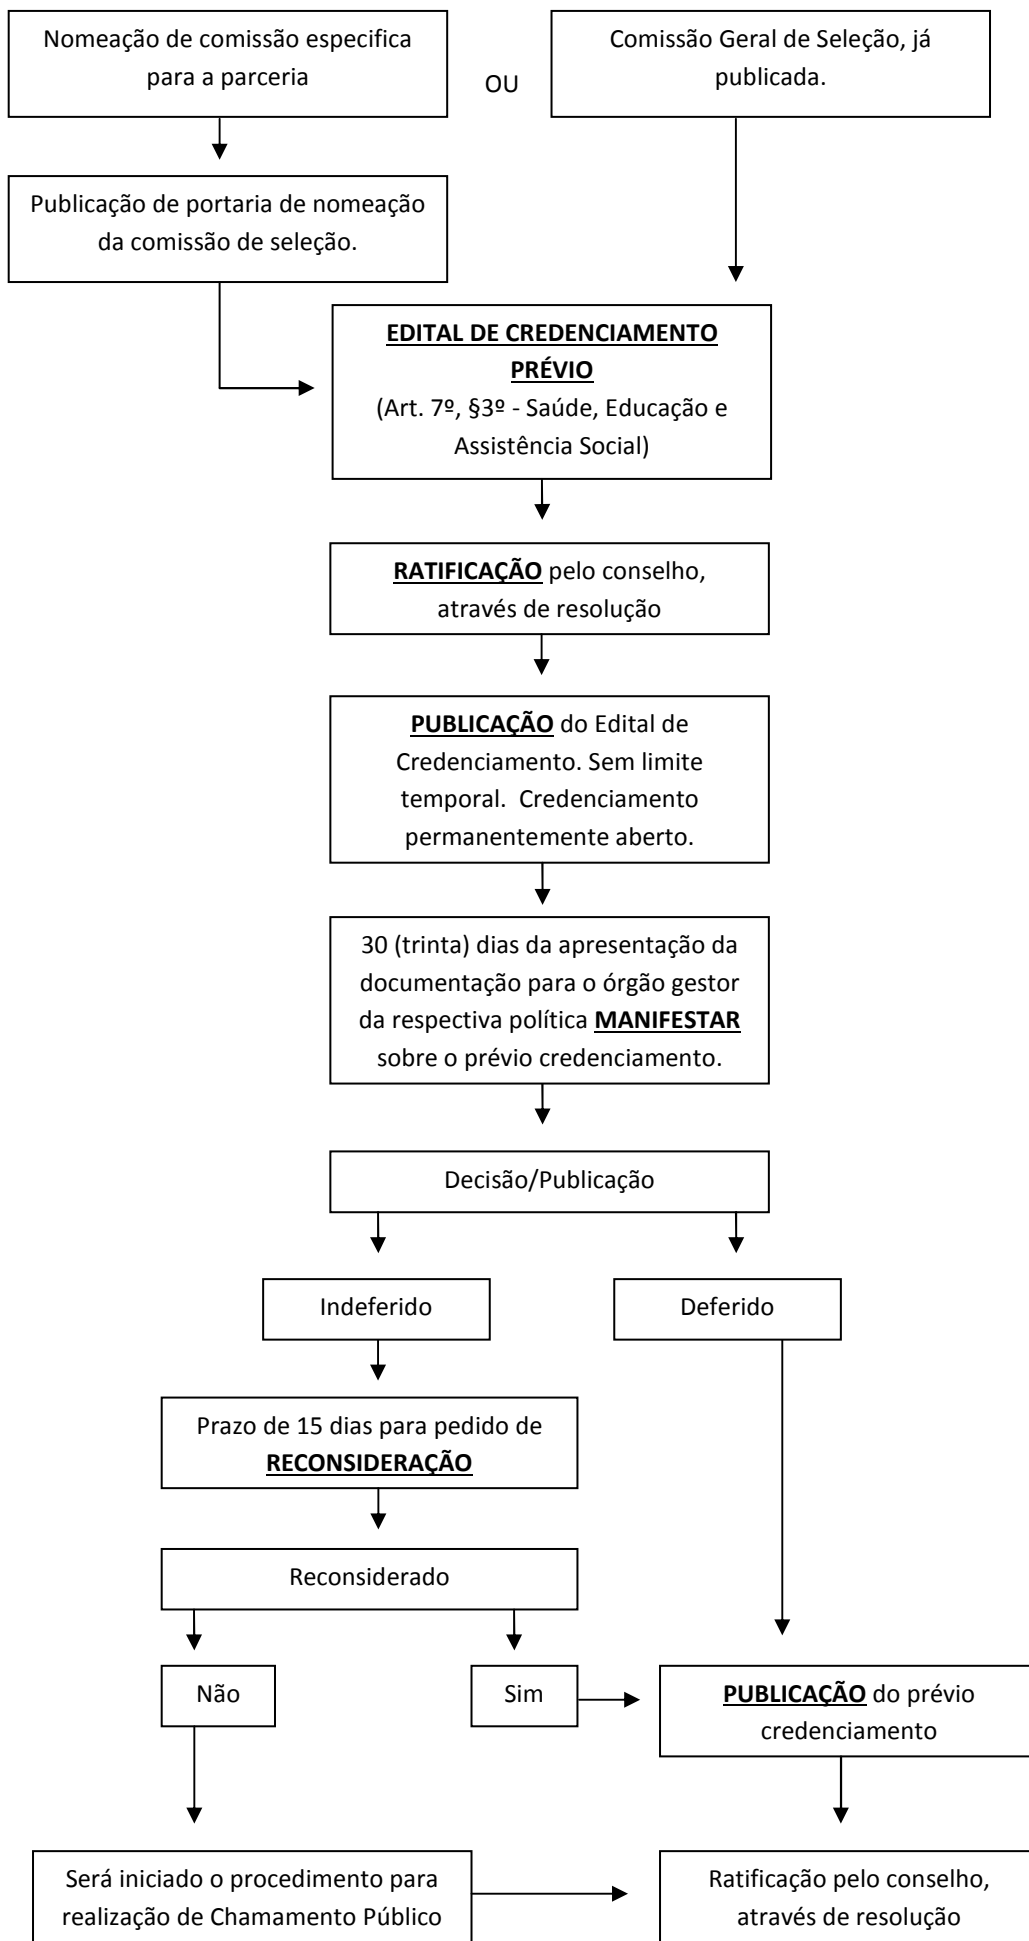 Nomeação de comissão especifica
para a parceria
OU
Comissão Geral de Seleção, já
publicada.
Publicação de portaria de nomeação
da comissão de seleção.
EDITAL DE CREDENCIAMENTO
PRÉVIO
(Art. 7º, §3º - Saúde, Educação e
Assistência Social)
RATIFICAÇÃO pelo conselho,
através de resolução
PUBLICAÇÃO do Edital de
Credenciamento. Sem limite
temporal. Credenciamento
permanentemente aberto.
30 (trinta) dias da apresentação da
documentação para o órgão gestor
da respectiva política MANIFESTAR
sobre o prévio credenciamento.
Decisão/Publicação
Indeferido
Deferido
Prazo de 15 dias para pedido de
RECONSIDERAÇÃO
Reconsiderado
Não
Sim
PUBLICAÇÃO do prévio
credenciamento
Será iniciado o procedimento para
realização de Chamamento Público
Ratificação pelo conselho,
através de resolução